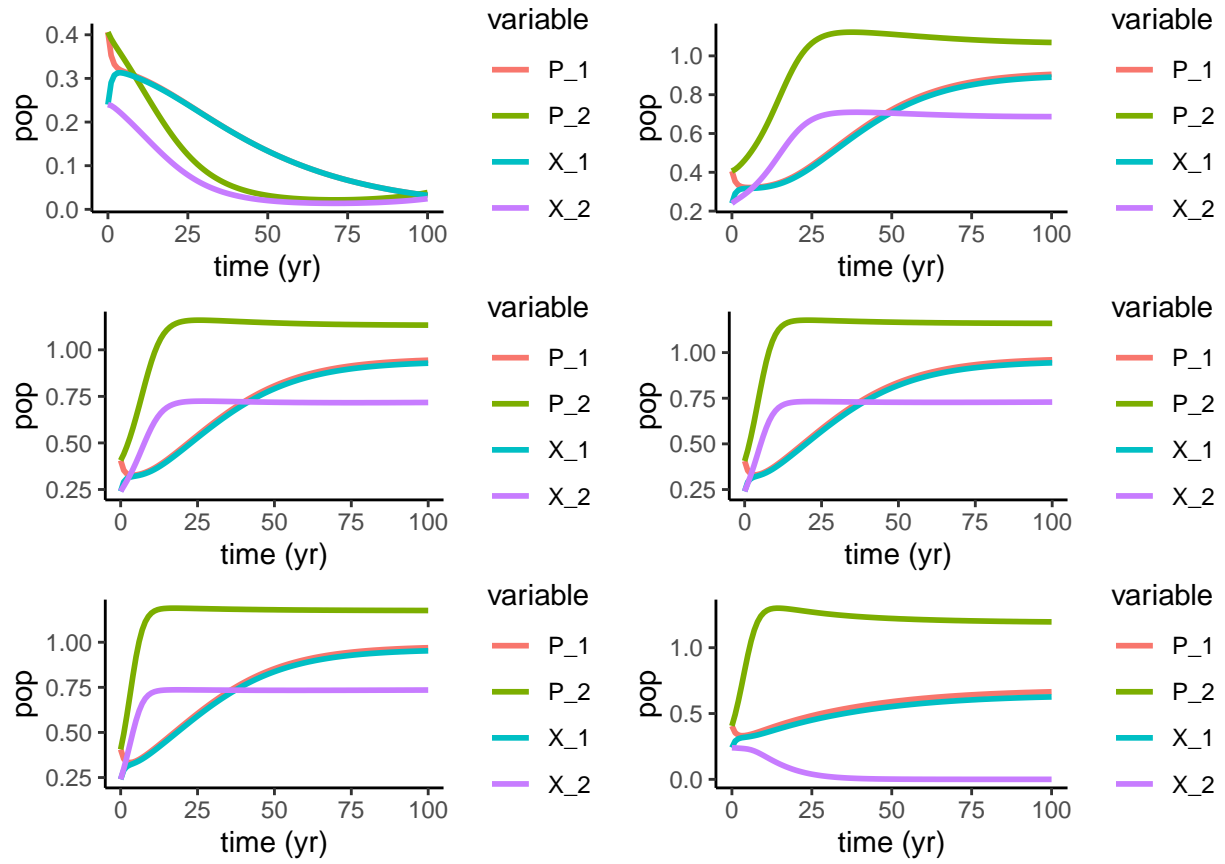 variable
0.4
0.3
0.2
0.1
0.0
pop
0 25 50 75 100
time (yr)
P_1
P_2
X_1
X_2
variable
1.0
0.8
0.6
0.4
0.2
pop
0 25 50 75 100
time (yr)
P_1
P_2
X_1
X_2
variable
1.00
0.75
0.50
0.25
pop
0 25 50 75 100
time (yr)
P_1
P_2
X_1
X_2
variable
1.00
0.75
0.50
0.25
pop
0 25 50 75 100
time (yr)
P_1
P_2
X_1
X_2
variable
1.00
0.75
0.50
0.25
pop
0 25 50 75 100
time (yr)
P_1
P_2
X_1
X_2
variable
1.0
0.5
0.0
pop
0 25 50 75 100
time (yr)
P_1
P_2
X_1
X_2